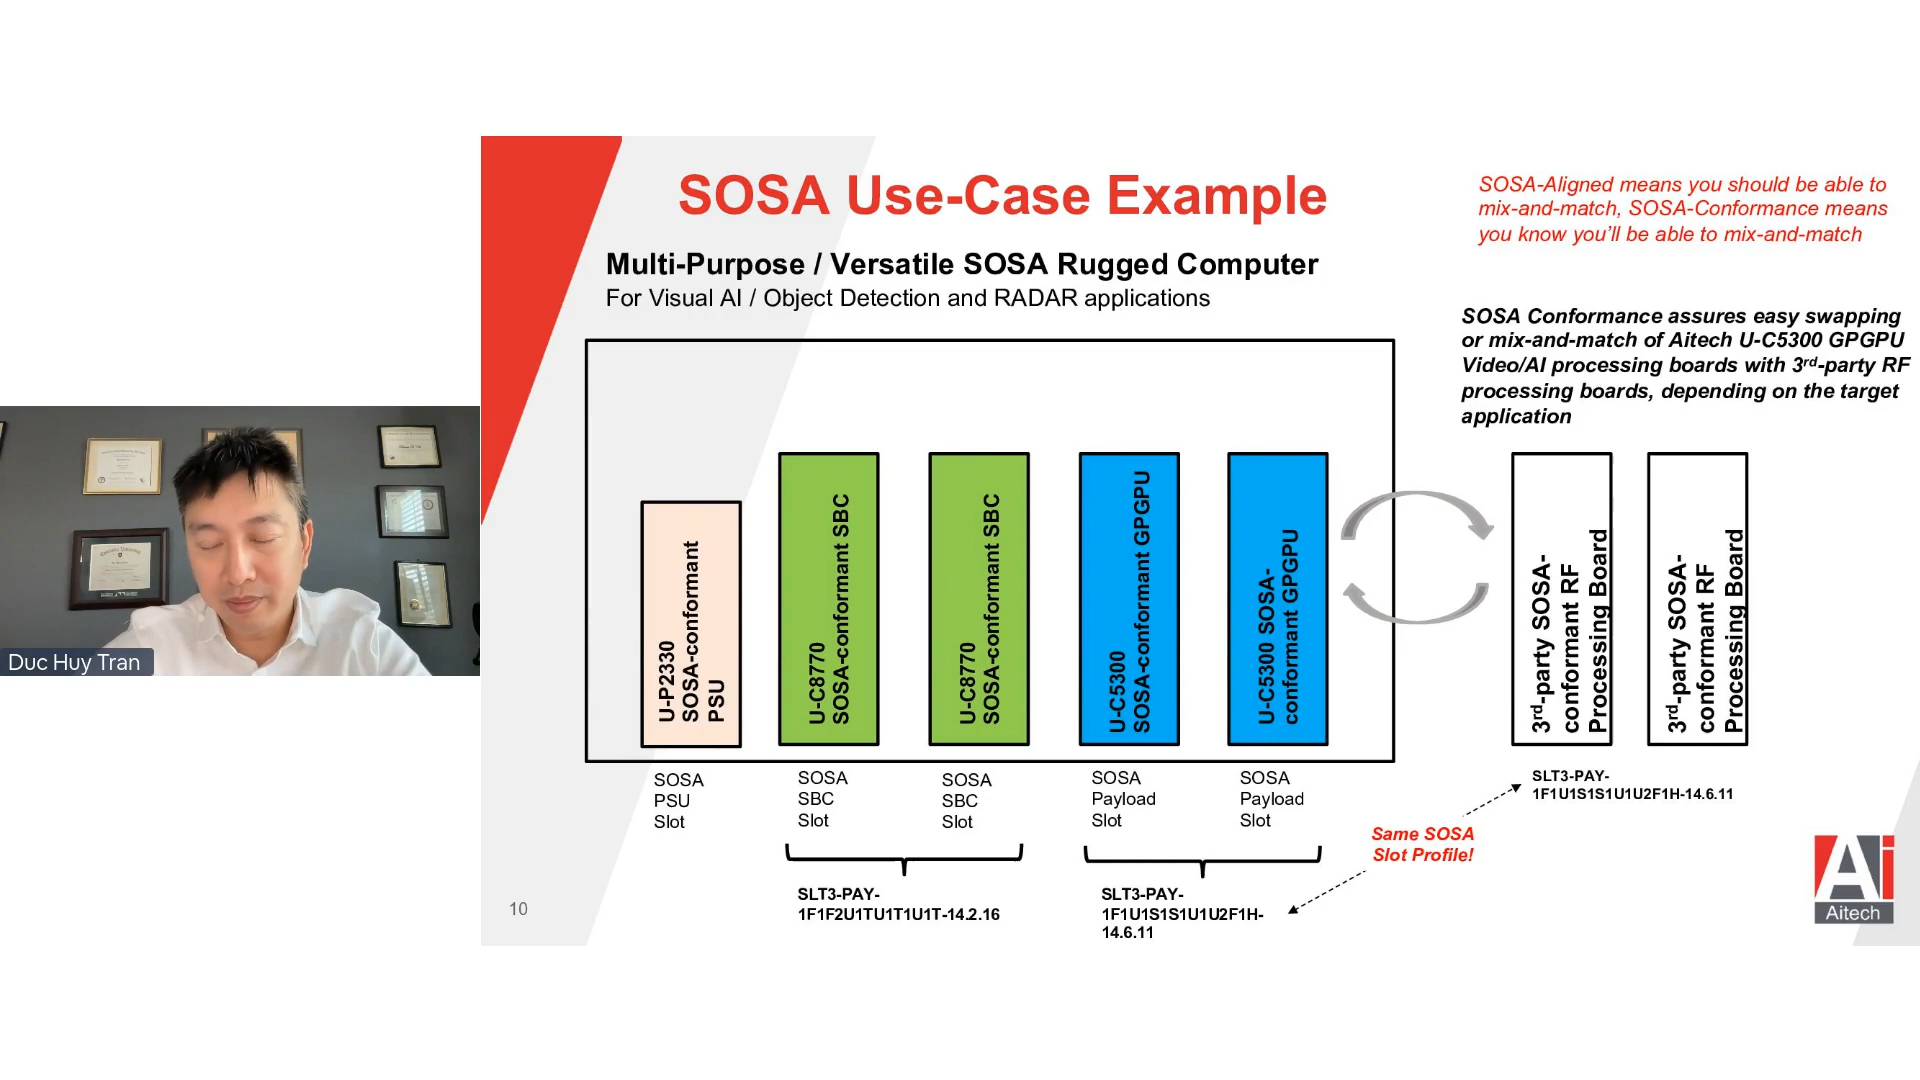 SOSA Use-Case Example
Multi-Purpose / Versatile SOSA Rugged Computer
For Visual AI / Object Detection and RADAR applications
SOSA-Aligned means you should be able to
mix-and-match, SOSA-Conformance means
you know you’ll be able to mix-and-match
SOSA Conformance assures easy swapping
or mix-and-match of Aitech U-C5300 GPGPU
Video/AI processing boards with 3rd-party RF
processing boards, depending on the target
application
U-P2330
SOSA-conformant
PSU
U-C8770
SOSA-conformant SBC
U-C8770
SOSA-conformant SBC
U-C5300
SOSA-conformant GPGPU
U-C5300 SOSA-
conformant GPGPU
3rd-party SOSA-
conformant RF
Processing Board
3rd-party SOSA-
conformant RF
Processing Board
SOSA
PSU
Slot
SOSA
SBC
Slot
SOSA
SBC
Slot
SOSA
Payload
Slot
SOSA
Payload
Slot
SLT3-PAY-
1F1U1S1S1U1U2F1H-14.6.11
Same SOSA
Slot Profile!
SLT3-PAY-
1F1F2U1TU1T1U1T-14.2.16
SLT3-PAY-
1F1U1S1S1U1U2F1H-
14.6.11
10
Ai
Aitech
Duc Huy Tran